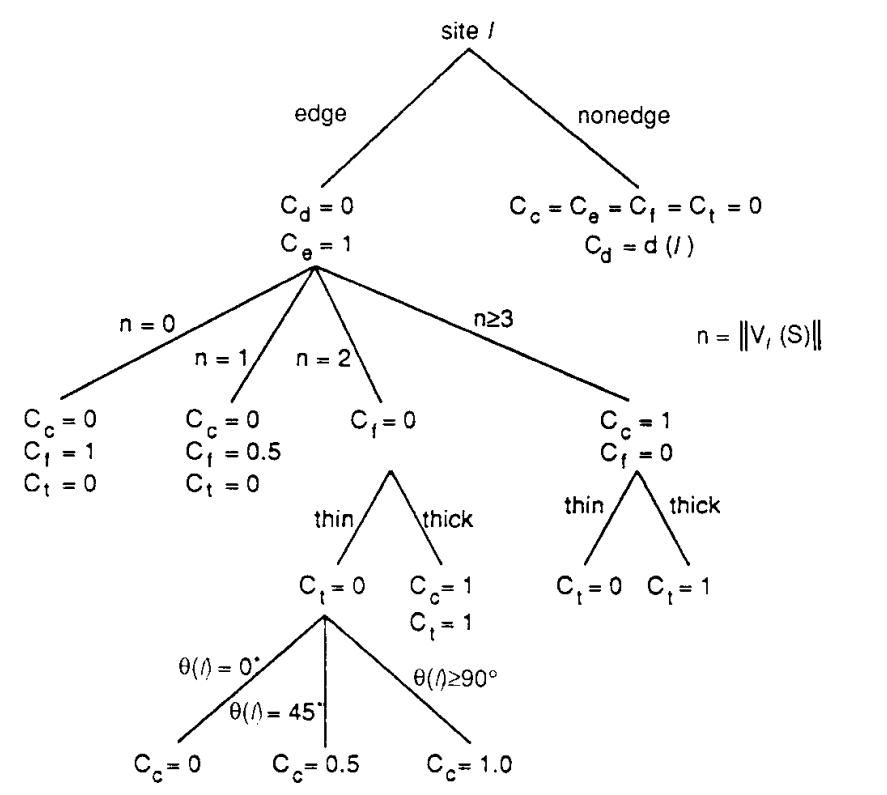 site l
edge
nonedge
C_d = 0
C_c = C_e = C_f = C_t = 0
C_e = 1
C_d = d (l)
n = 0
n = 1
n = 2
n≥3
n = ‖V_l (S)‖
C_c = 0
C_f = 1
C_t = 0
C_c = 0
C_f = 0.5
C_t = 0
C_f = 0
C_c = 1
C_f = 0
thin
thick
thin
thick
C_t = 0
C_c = 1
C_t = 1
C_t = 0
C_t = 1
θ(l) = 0°
θ(l) = 45°
θ(l)≥90°
C_c = 0
C_c = 0.5
C_c = 1.0